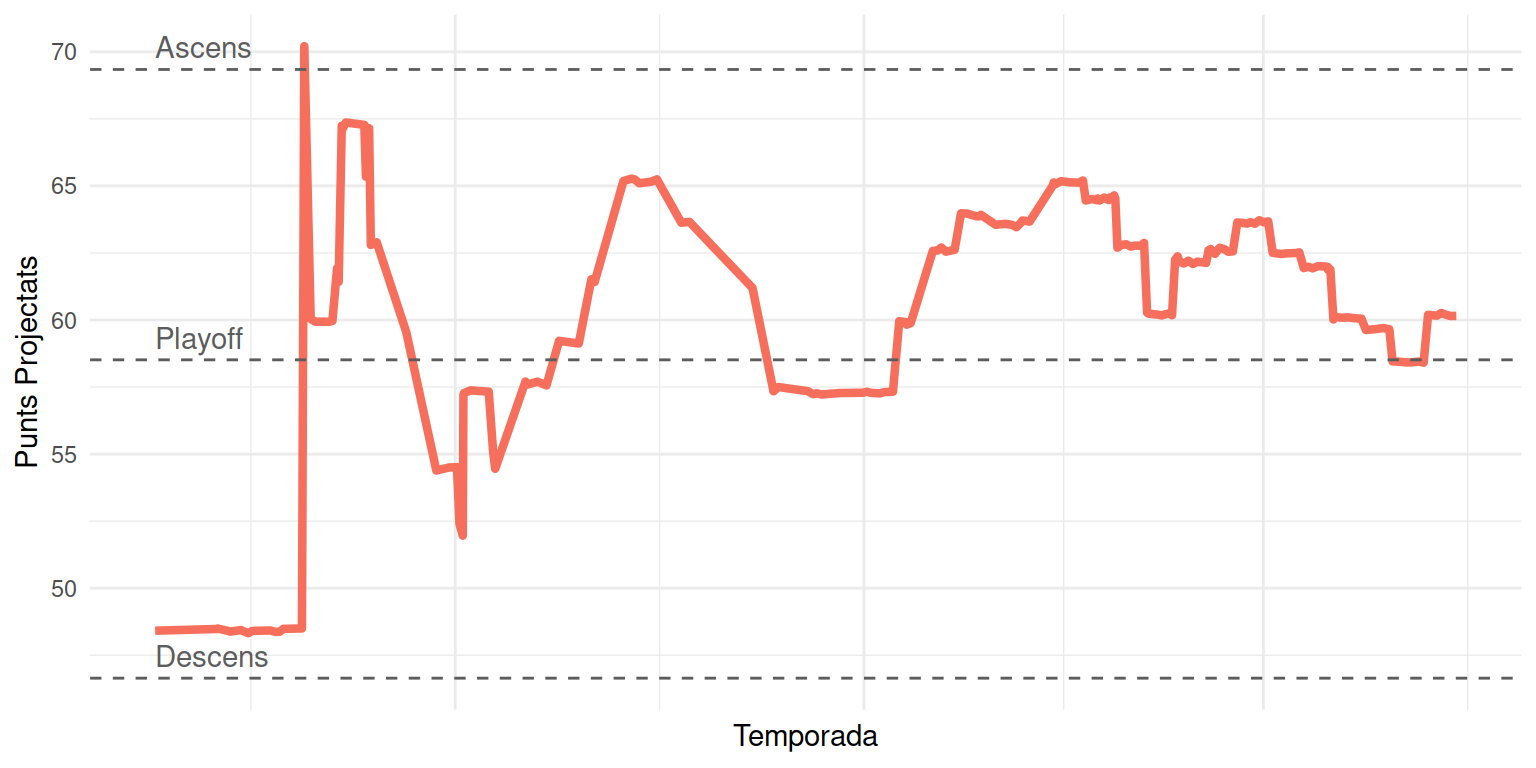 Ascens
Playoff
Descens
70
65
60
55
50
Punts Projectats
Temporada